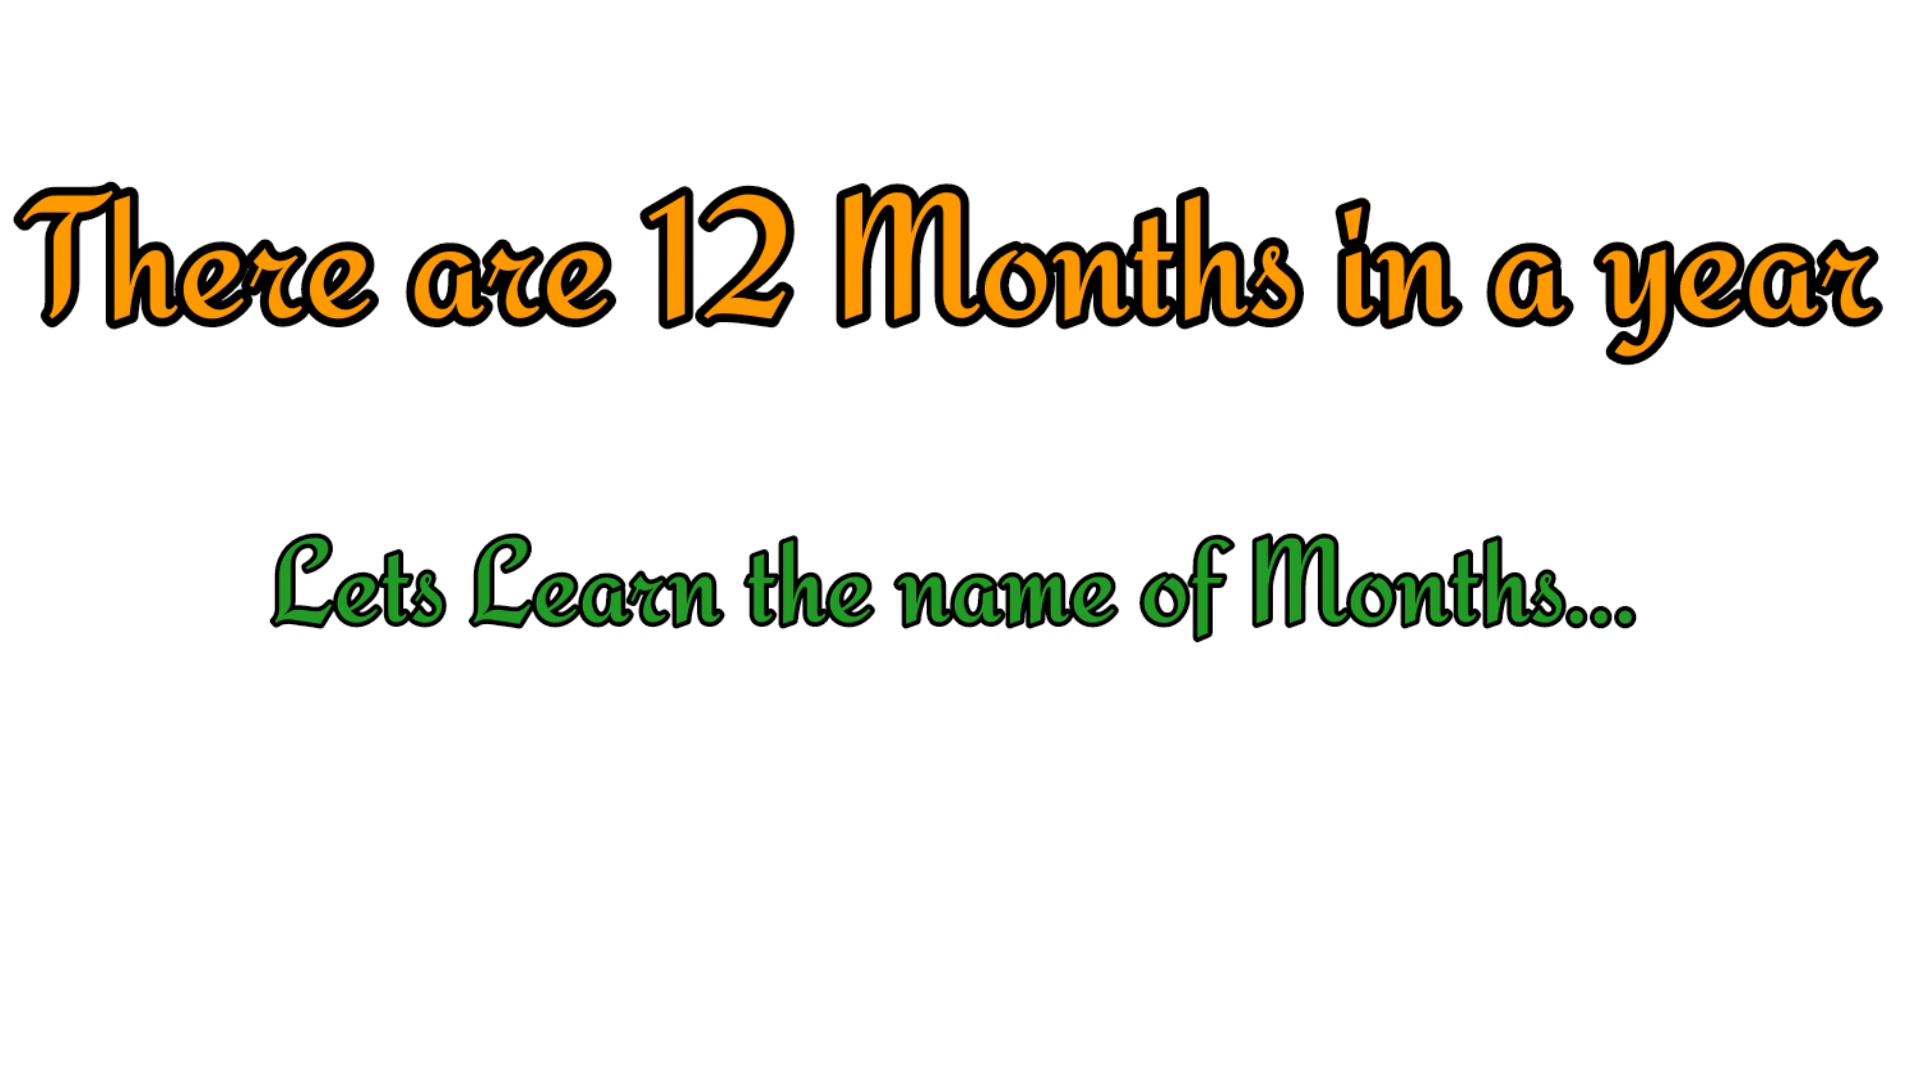 There are 12 Months in a year
Lets Learn the name of Months...